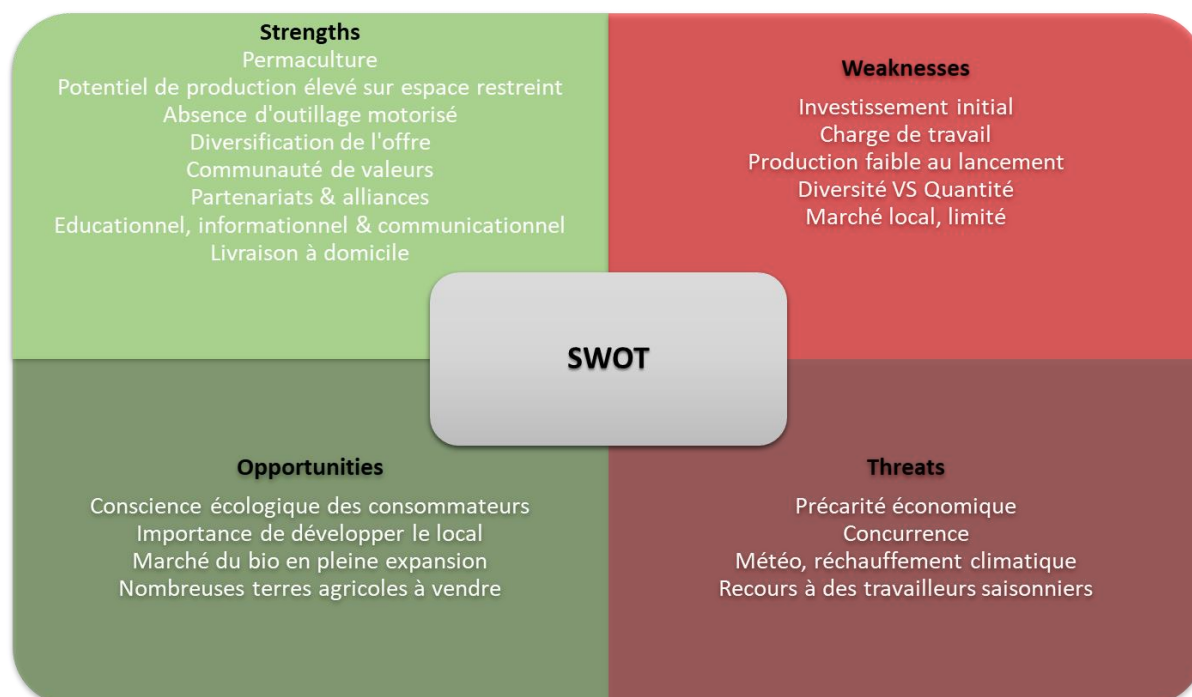 Strengths
Permaculture
Potentiel de production élevé sur espace restreint
Absence d'outillage motorisé
Diversification de l'offre
Communauté de valeurs
Partenariats & alliances
Educationnel, informationnel & communicationnel
Livraison à domicile
Weaknesses
Investissement initial
Charge de travail
Production faible au lancement
Diversité VS Quantité
Marché local, limité
SWOT
Opportunities
Conscience écologique des consommateurs
Importance de développer le local
Marché du bio en pleine expansion
Nombreuses terres agricoles à vendre
Threats
Précarité économique
Concurrence
Météo, réchauffement climatique
Recours à des travailleurs saisonniers